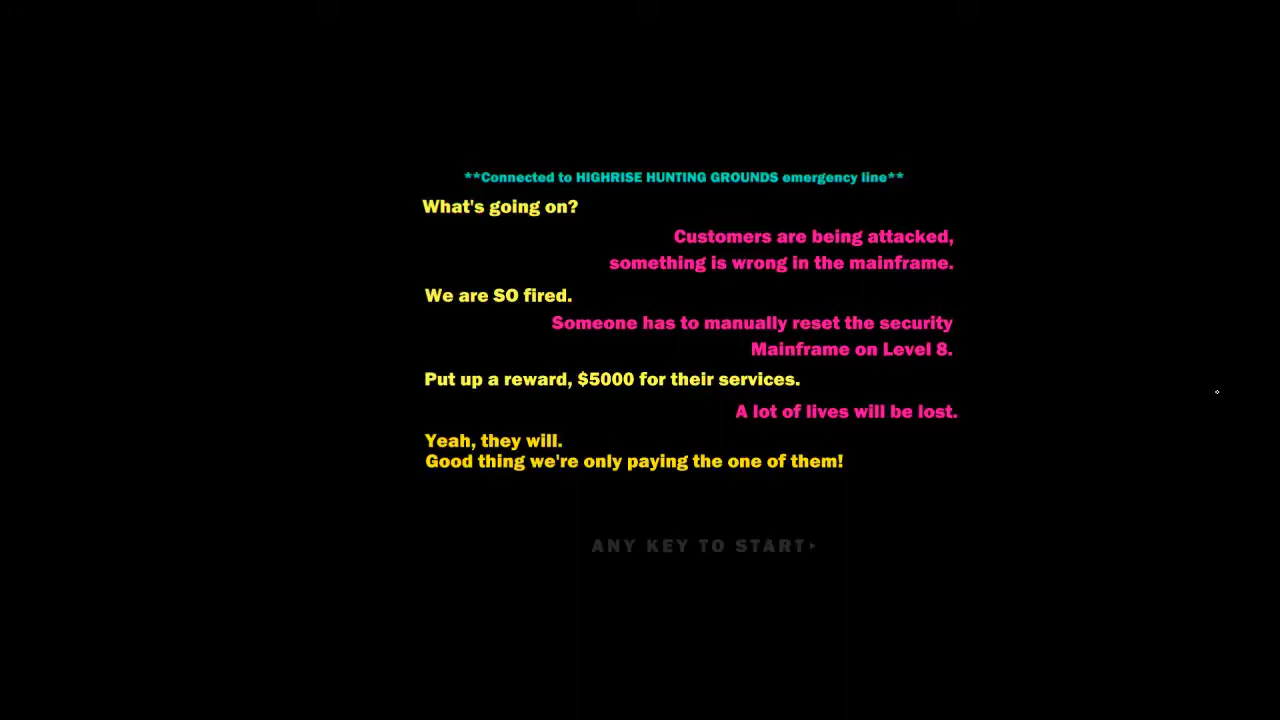 **Connected to HIGHRISE HUNTING GROUNDS emergency line**
What's going on?
Customers are being attacked,
something is wrong in the mainframe.
We are SO fired.
Someone has to manually reset the security
Mainframe on Level 8.
Put up a reward, $5000 for their services.
A lot of lives will be lost.
Yeah, they will.
Good thing we're only paying the one of them!
ANY KEY TO START